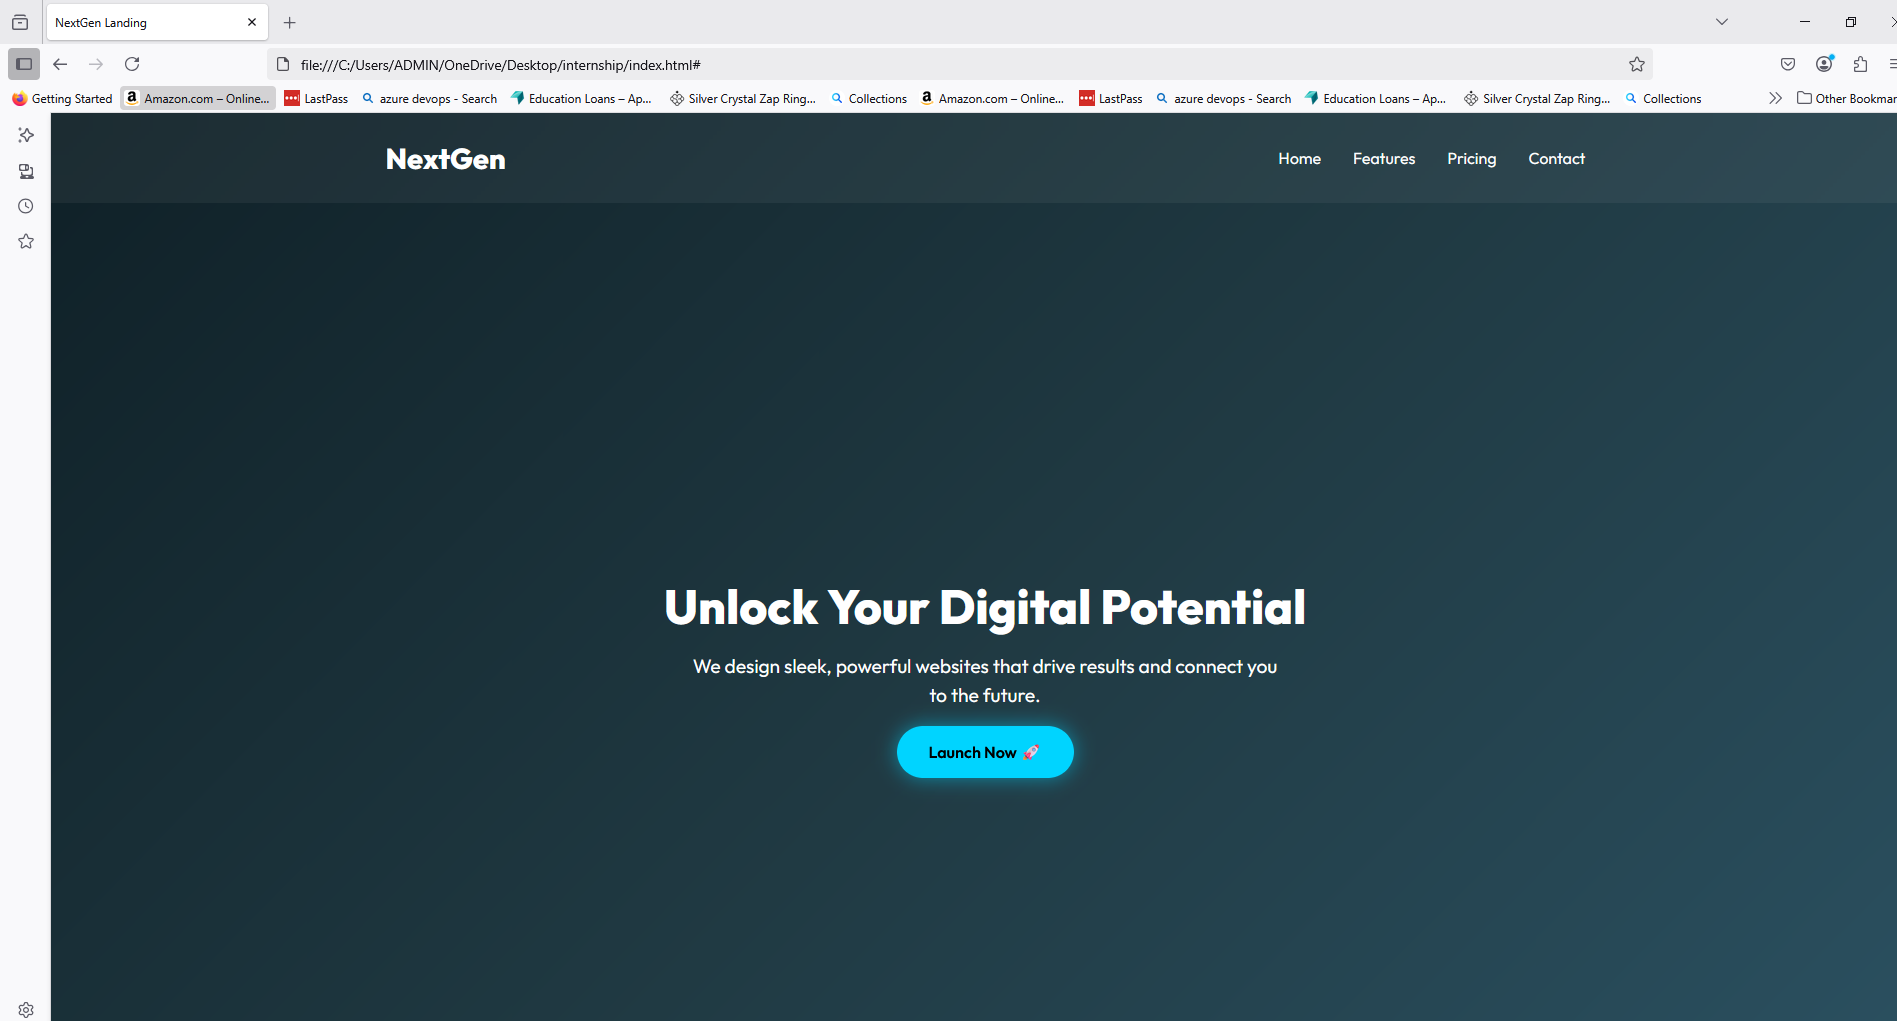 NextGen Landing
file:///C:/Users/ADMIN/OneDrive/Desktop/internship/index.html#
Getting Started Amazon.com – Online... LastPass azure devops - Search Education Loans – Ap... Silver Crystal Zap Ring... Collections Amazon.com – Online... LastPass azure devops - Search Education Loans – Ap... Silver Crystal Zap Ring... Collections Other Bookmar
NextGen Home Features Pricing Contact
Unlock Your Digital Potential
We design sleek, powerful websites that drive results and connect you
to the future.
Launch Now 🚀